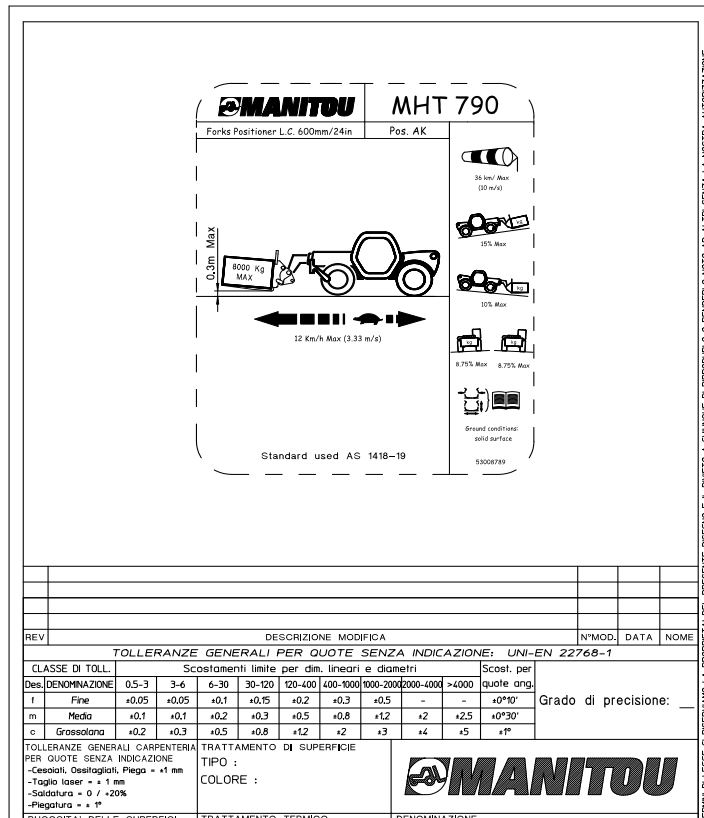 MANITOU
MHT 790
Forks Positioner L.C. 600mm/24in
Pos. AK
36 km/ Max
(10 m/s)
15% Max
10% Max
8.75% Max
8.75% Max
Ground conditions:
solid surface
53008789
0.3m Max
8000 Kg
MAX
kg
kg
kg
kg
12 Km/h Max (3.33 m/s)
Standard used AS 1418-19
REV DESCRIZIONE MODIFICA N°MOD. DATA NOME
TOLLERANZE GENERALI PER QUOTE SENZA INDICAZIONE: UNI-EN 22768-1
CLASSE DI TOLL. Scostamenti limite per dim. lineari e diametri Scost. per
Des. DENOMINAZIONE 0.5-3 3-6 6-30 30-120 120-400 400-1000 1000-2000 2000-4000 >4000 quote ang.
f Fine ±0.05 ±0.05 ±0.1 ±0.15 ±0.2 ±0.3 ±0.5 - - ±0°10'
m Media ±0.1 ±0.1 ±0.2 ±0.3 ±0.5 ±0.8 ±1.2 ±2 ±2.5 ±0°30'
c Grossolana ±0.2 ±0.3 ±0.5 ±0.8 ±1.2 ±2 ±3 ±4 ±5 ±1°
Grado di precisione: __
TOLLERANZE GENERALI CARPENTERIA
PER QUOTE SENZA INDICAZIONE
-Cesoiati, Ossitagliati, Piega = ±1 mm
-Taglio laser = ± 1 mm
-Saldatura = 0 / +20%
-Piegatura = ± 1°
TRATTAMENTO DI SUPERFICIE
TIPO :
COLORE :
MANITOU
TRATTAMENTO TERMICO
DENOMINAZIONE